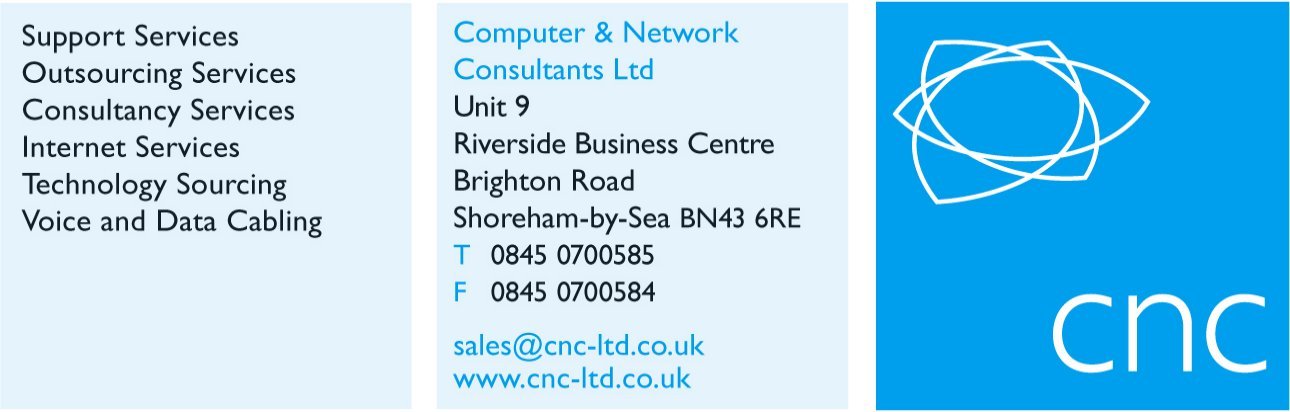 Support Services
Outsourcing Services
Consultancy Services
Internet Services
Technology Sourcing
Voice and Data Cabling
Computer & Network
Consultants Ltd
Unit 9
Riverside Business Centre
Brighton Road
Shoreham-by-Sea BN43 6RE
T 0845 0700585
F 0845 0700584
sales@cnc-ltd.co.uk
www.cnc-ltd.co.uk
cnc